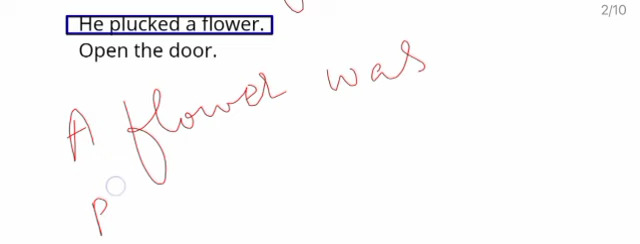 2/10
He plucked a flower.
Open the door.
A flower was
p